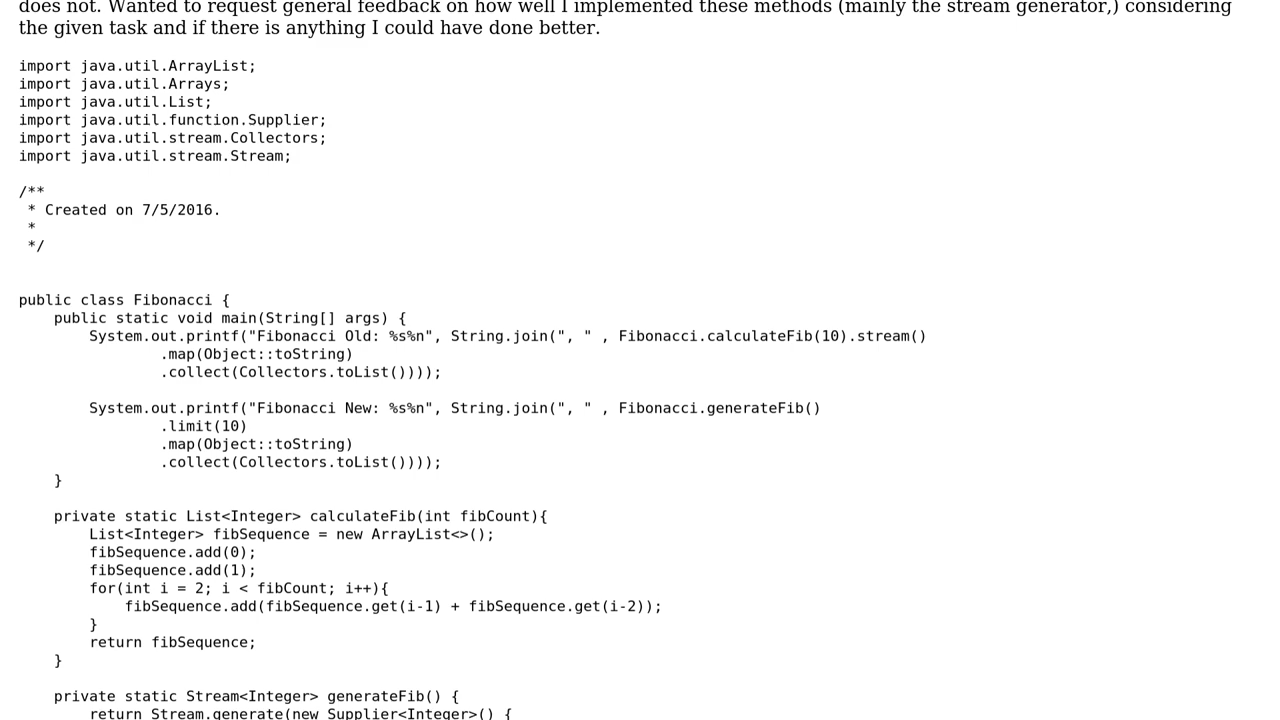 does not. Wanted to request general feedback on how well I implemented these methods (mainly the stream generator,) considering
the given task and if there is anything I could have done better.
import java.util.ArrayList;
import java.util.Arrays;
import java.util.List;
import java.util.function.Supplier;
import java.util.stream.Collectors;
import java.util.stream.Stream;
/**
 * Created on 7/5/2016.
 *
 */
public class Fibonacci {
    public static void main(String[] args) {
        System.out.printf("Fibonacci Old: %s%n", String.join(", " , Fibonacci.calculateFib(10).stream()
                .map(Object::toString)
                .collect(Collectors.toList())));
        System.out.printf("Fibonacci New: %s%n", String.join(", " , Fibonacci.generateFib()
                .limit(10)
                .map(Object::toString)
                .collect(Collectors.toList())));
    }
    private static List<Integer> calculateFib(int fibCount){
        List<Integer> fibSequence = new ArrayList<>();
        fibSequence.add(0);
        fibSequence.add(1);
        for(int i = 2; i < fibCount; i++){
            fibSequence.add(fibSequence.get(i-1) + fibSequence.get(i-2));
        }
        return fibSequence;
    }
    private static Stream<Integer> generateFib() {
        return Stream.generate(new Supplier<Integer>() {